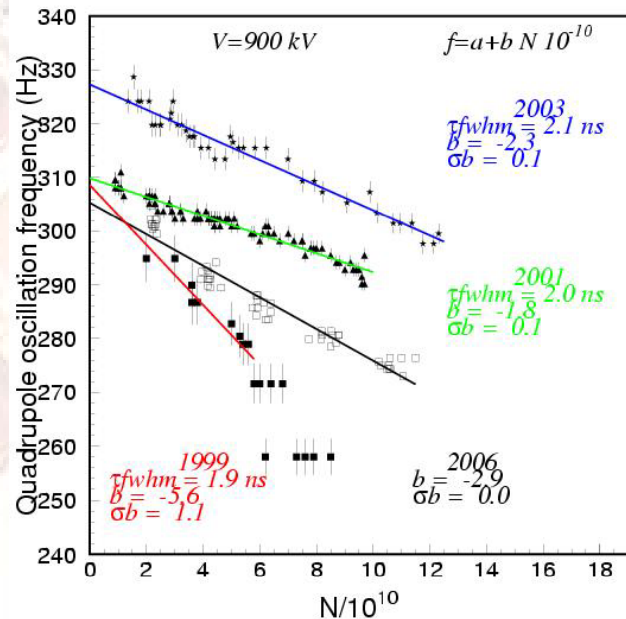 V=900 kV
f=a+b N 10^-10
Quadrupole oscillation frequency (Hz)
340
330
320
310
300
290
280
270
260
250
240
2003
τfwhm = 2.1 ns
b = -2.3
σb = 0.1
2001
τfwhm = 2.0 ns
b = -1.8
σb = 0.1
1999
τfwhm = 1.9 ns
b = -5.6
σb = 1.1
2006
b = -2.9
σb = 0.0
0 2 4 6 8 10 12 14 16 18
N/10^10